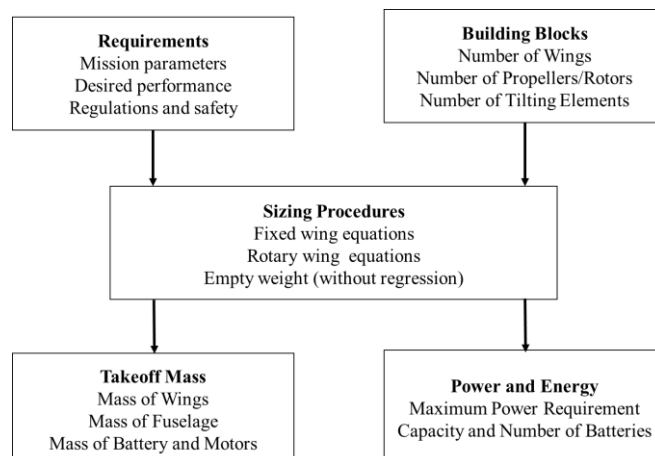 Requirements
Mission parameters
Desired performance
Regulations and safety
Building Blocks
Number of Wings
Number of Propellers/Rotors
Number of Tilting Elements
Sizing Procedures
Fixed wing equations
Rotary wing equations
Empty weight (without regression)
Takeoff Mass
Mass of Wings
Mass of Fuselage
Mass of Battery and Motors
Power and Energy
Maximum Power Requirement
Capacity and Number of Batteries